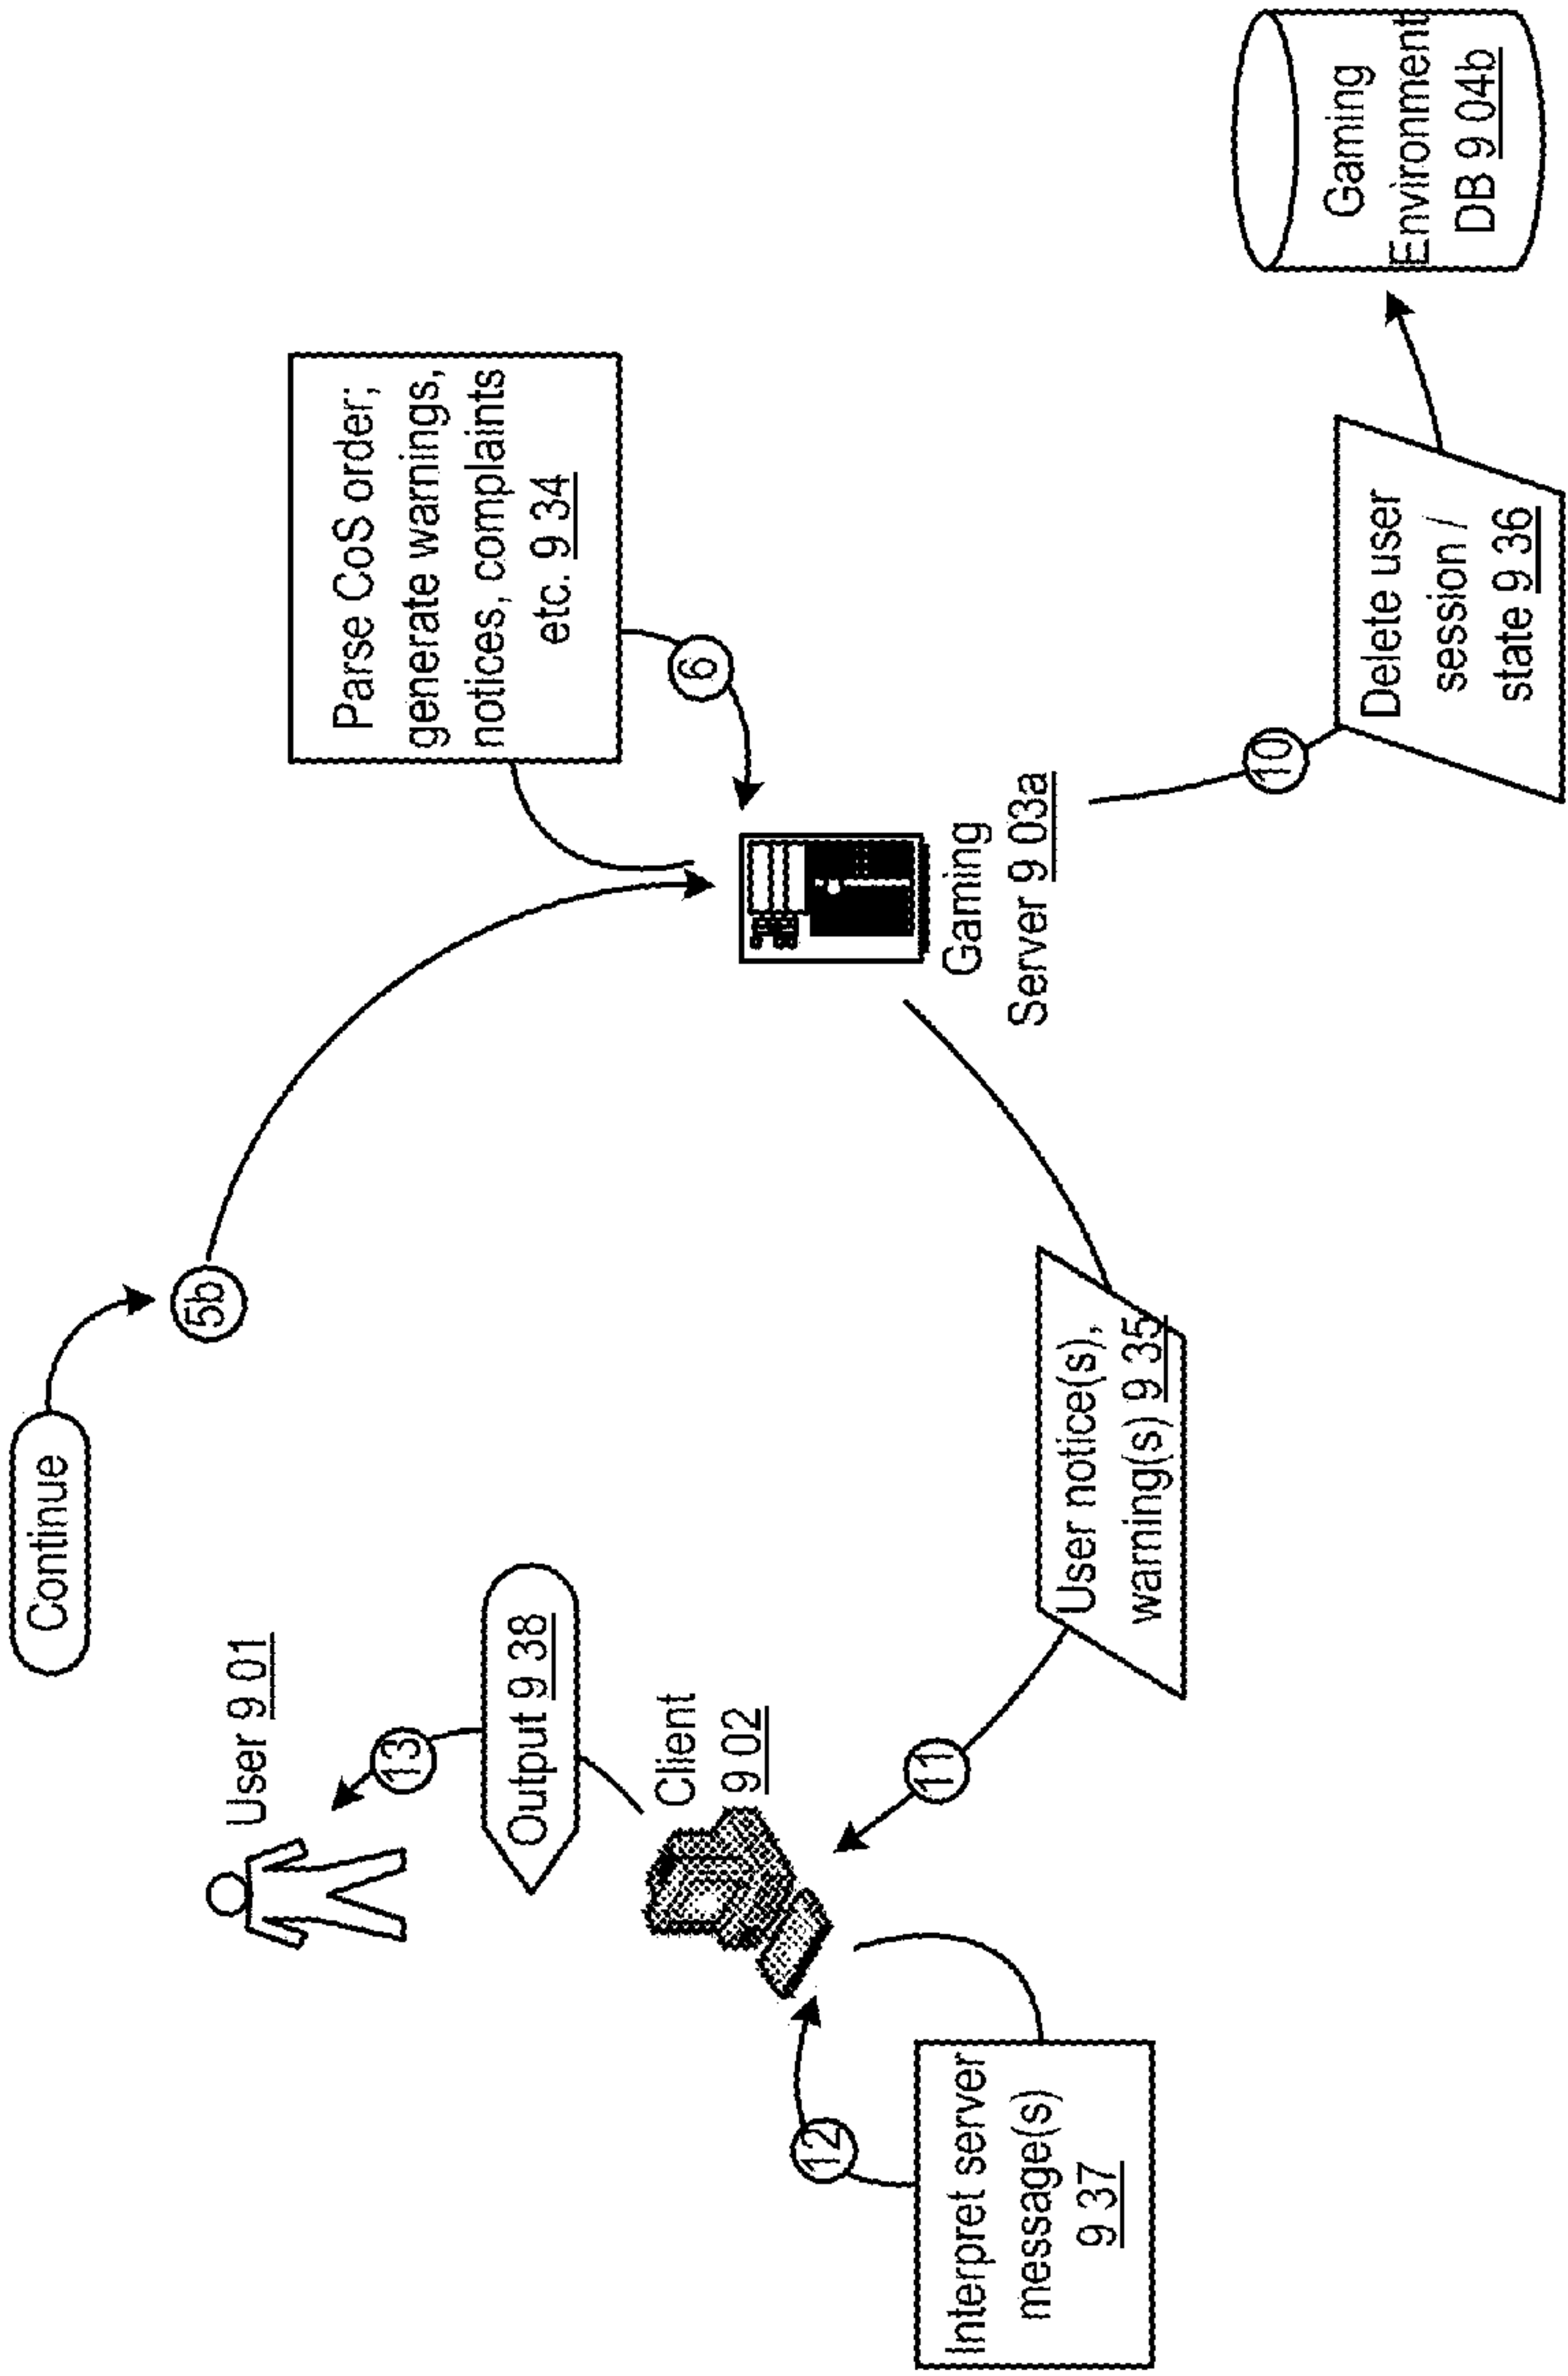 Continue
5b
User 9 01
13
Output 9 38
Client
9 02
12
Interpret server
message(s)
9 37
11
User notice(s),
warning(s) 9 35
Gaming
Server 9 03a
Parse CoS order;
generate warnings,
notices, complaints
etc. 9 34
6
10
Delete user
session /
state 9 36
Gaming
Environment
DB 9 04b